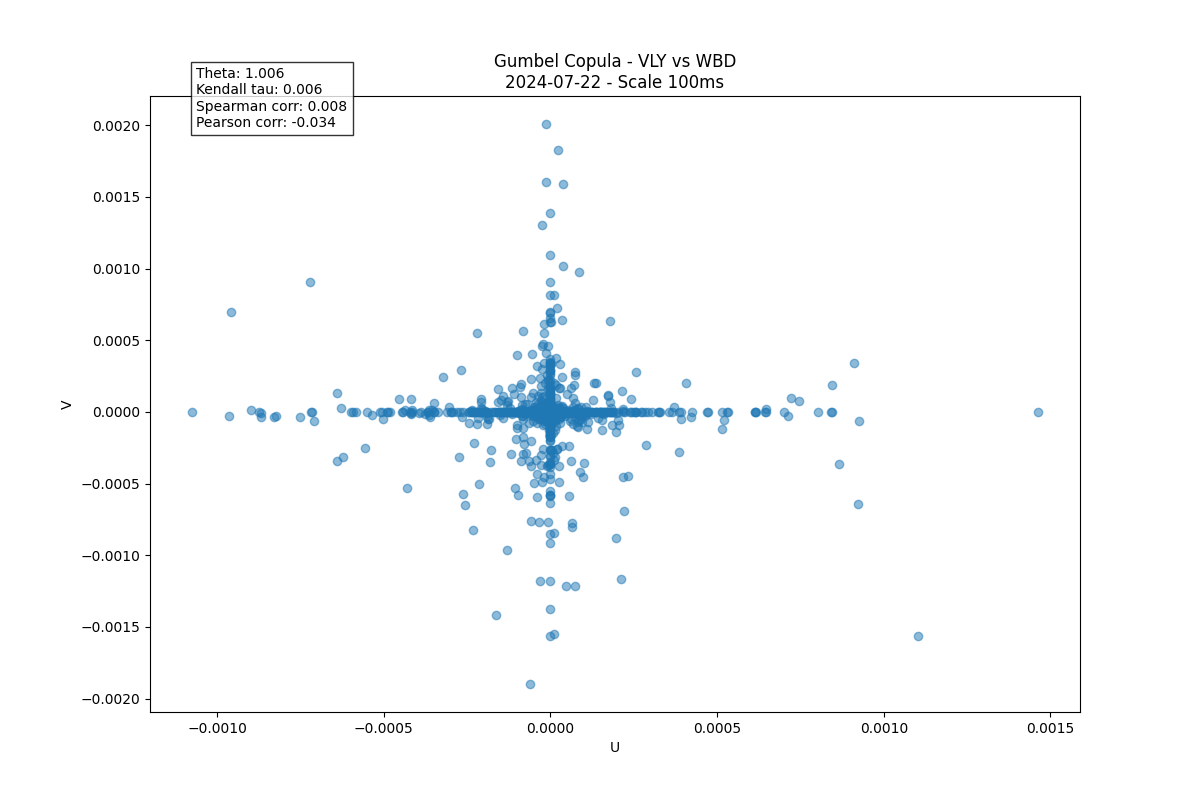 Gumbel Copula - VLY vs WBD
2024-07-22 - Scale 100ms
Theta: 1.006
Kendall tau: 0.006
Spearman corr: 0.008
Pearson corr: -0.034
0.0020
0.0015
0.0010
0.0005
0.0000
−0.0005
−0.0010
−0.0015
−0.0020
V
−0.0010
−0.0005
0.0000
0.0005
0.0010
0.0015
U